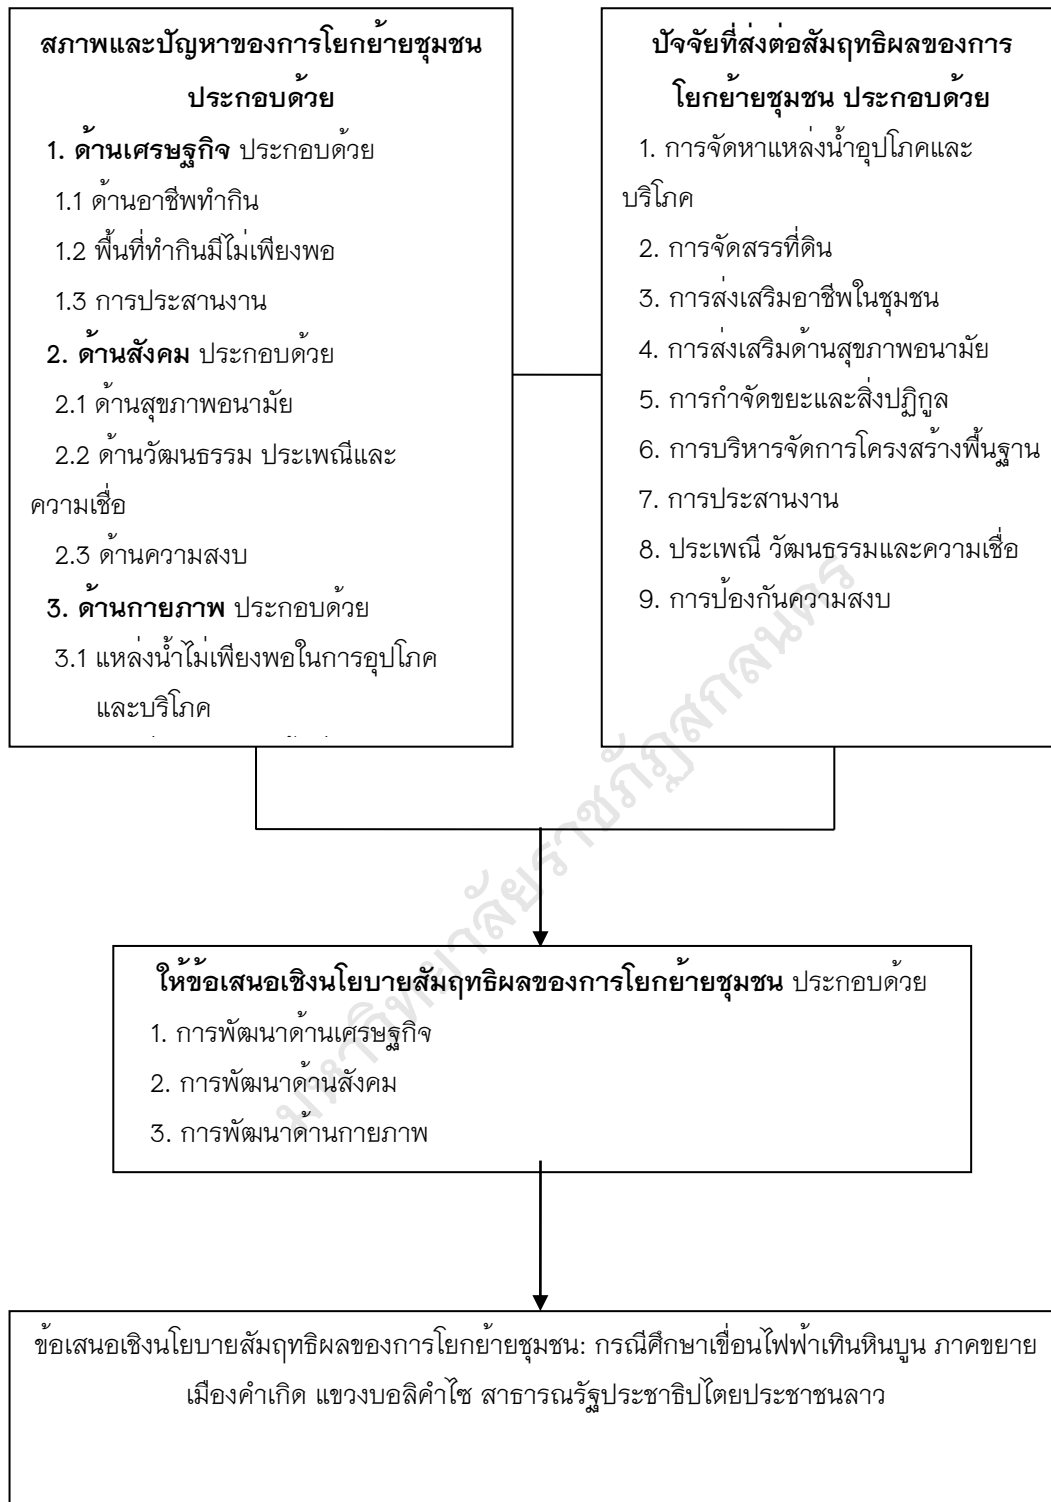 สภาพและปัญหาของการโยกย้ายชุมชน
ประกอบด้วย
1. ด้านเศรษฐกิจ ประกอบด้วย
1.1 ด้านอาชีพทำกิน
1.2 พื้นที่ทำกินมีไม่เพียงพอ
1.3 การประสานงาน
2. ด้านสังคม ประกอบด้วย
2.1 ด้านสุขภาพอนามัย
2.2 ด้านวัฒนธรรม ประเพณีและ
ความเชื่อ
2.3 ด้านความสงบ
3. ด้านกายภาพ ประกอบด้วย
3.1 แหล่งน้ำไม่เพียงพอในการอุปโภค
และบริโภค
ปัจจัยที่ส่งต่อสัมฤทธิผลของการ
โยกย้ายชุมชน ประกอบด้วย
1. การจัดหาแหล่งน้ำอุปโภคและ
บริโภค
2. การจัดสรรที่ดิน
3. การส่งเสริมอาชีพในชุมชน
4. การส่งเสริมด้านสุขภาพอนามัย
5. การกำจัดขยะและสิ่งปฏิกูล
6. การบริหารจัดการโครงสร้างพื้นฐาน
7. การประสานงาน
8. ประเพณี วัฒนธรรมและความเชื่อ
9. การป้องกันความสงบ
ให้ข้อเสนอเชิงนโยบายสัมฤทธิผลของการโยกย้ายชุมชน ประกอบด้วย
1. การพัฒนาด้านเศรษฐกิจ
2. การพัฒนาด้านสังคม
3. การพัฒนาด้านกายภาพ
ข้อเสนอเชิงนโยบายสัมฤทธิผลของการโยกย้ายชุมชน: กรณีศึกษาเขื่อนไฟฟ้าเทินหินบูน ภาคขยาย
เมืองคำเกิด แขวงบอลิคำไซ สาธารณรัฐประชาธิปไตยประชาชนลาว
มหาวิทยาลัยราชภัฏสกลนคร